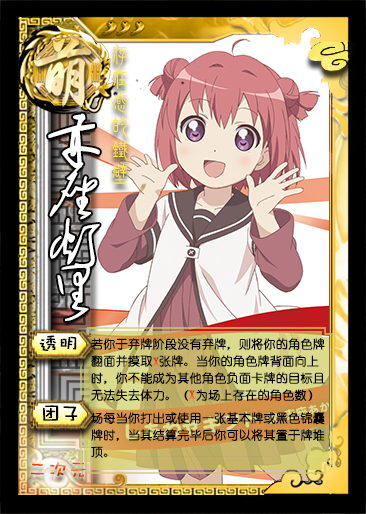 萌
存在感的鐵壁
赤座灯里
透明
若你于弃牌阶段没有弃牌，则将你的角色牌
翻面并摸取X张牌。当你的角色牌背面向上
时，你不能成为其他角色负面卡牌的目标且
无法失去体力。（X为场上存在的角色数）
团子
场每当你打出或使用一张基本牌或黑色锦囊
牌时，当其结算完毕后你可以将其置于牌堆
顶。
二次元